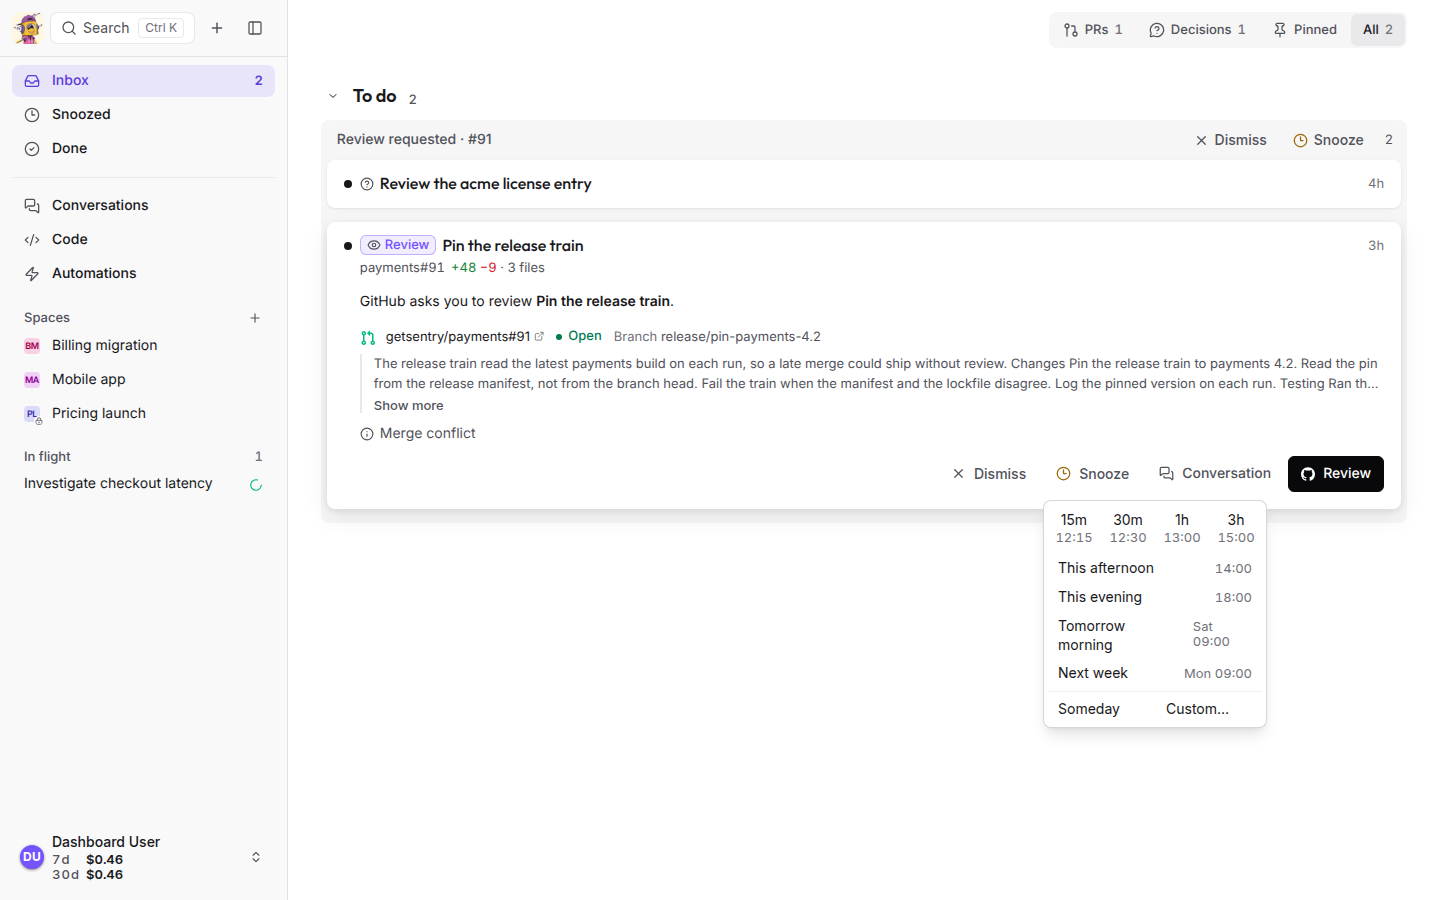 Search Ctrl K
PRs 1 Decisions 1 Pinned All 2
Inbox 2
Snoozed
Done
Conversations
Code
Automations
Spaces
BM Billing migration
MA Mobile app
PL Pricing launch
In flight 1
Investigate checkout latency
DU Dashboard User
7d $0.46
30d $0.46
To do 2
Review requested · #91 Dismiss Snooze 2
Review the acme license entry 4h
Review Pin the release train 3h
payments#91 +48 −9 · 3 files
GitHub asks you to review Pin the release train.
getsentry/payments#91 Open Branch release/pin-payments-4.2
The release train read the latest payments build on each run, so a late merge could ship without review. Changes Pin the release train to payments 4.2. Read the pin
from the release manifest, not from the branch head. Fail the train when the manifest and the lockfile disagree. Log the pinned version on each run. Testing Ran th...
Show more
Merge conflict
Dismiss Snooze Conversation Review
15m 30m 1h 3h
12:15 12:30 13:00 15:00
This afternoon 14:00
This evening 18:00
Tomorrow morning Sat 09:00
Next week Mon 09:00
Someday Custom...